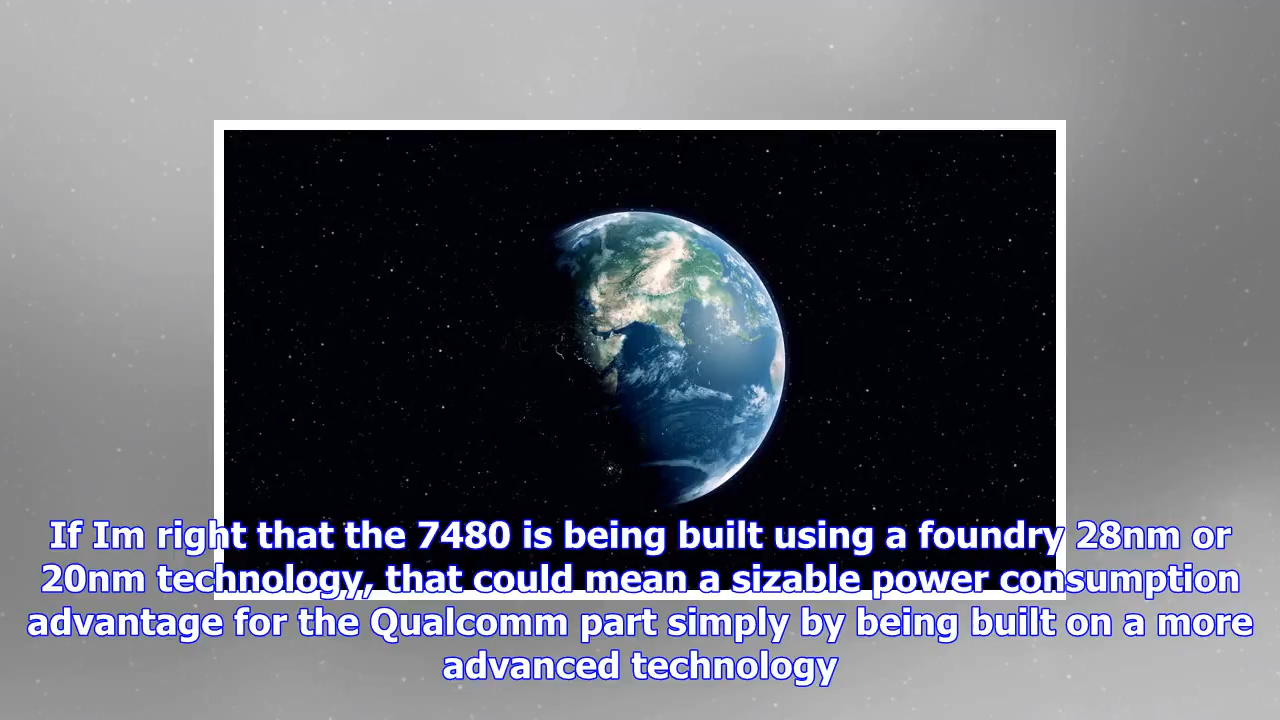 If Im right that the 7480 is being built using a foundry 28nm or
20nm technology, that could mean a sizable power consumption
advantage for the Qualcomm part simply by being built on a more
advanced technology